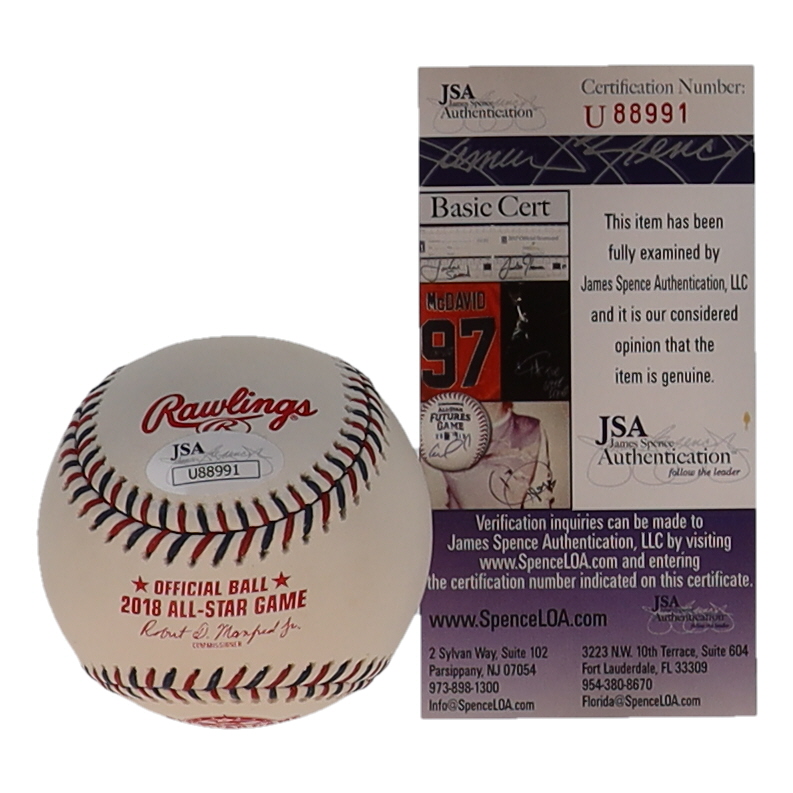 Rawlings
R
JSA
U88991
OFFICIAL BALL
2018 ALL-STAR GAME
Robert D. Manfred Jr.
COMMISSIONER
JSA
James Spence
Authentication
Certification Number:
U 88991
Basic Cert
McDAVID
97
ALL-STAR
FUTURES
GAME
This item has been
fully examined by
James Spence Authentication, LLC
and it is our considered
opinion that the
item is genuine.
JSA
James Spence
Authentication
follow the leader
Verification inquiries can be made to
James Spence Authentication, LLC by visiting
www.SpenceLOA.com and entering
the certification number indicated on this certificate.
www.SpenceLOA.com
JSA
Authentication
2 Sylvan Way, Suite 102
Parsippany, NJ 07054
973-898-1300
Info@SpenceLOA.com
3223 N.W. 10th Terrace, Suite 604
Fort Lauderdale, FL 33309
954-380-8670
Florida@SpenceLOA.com